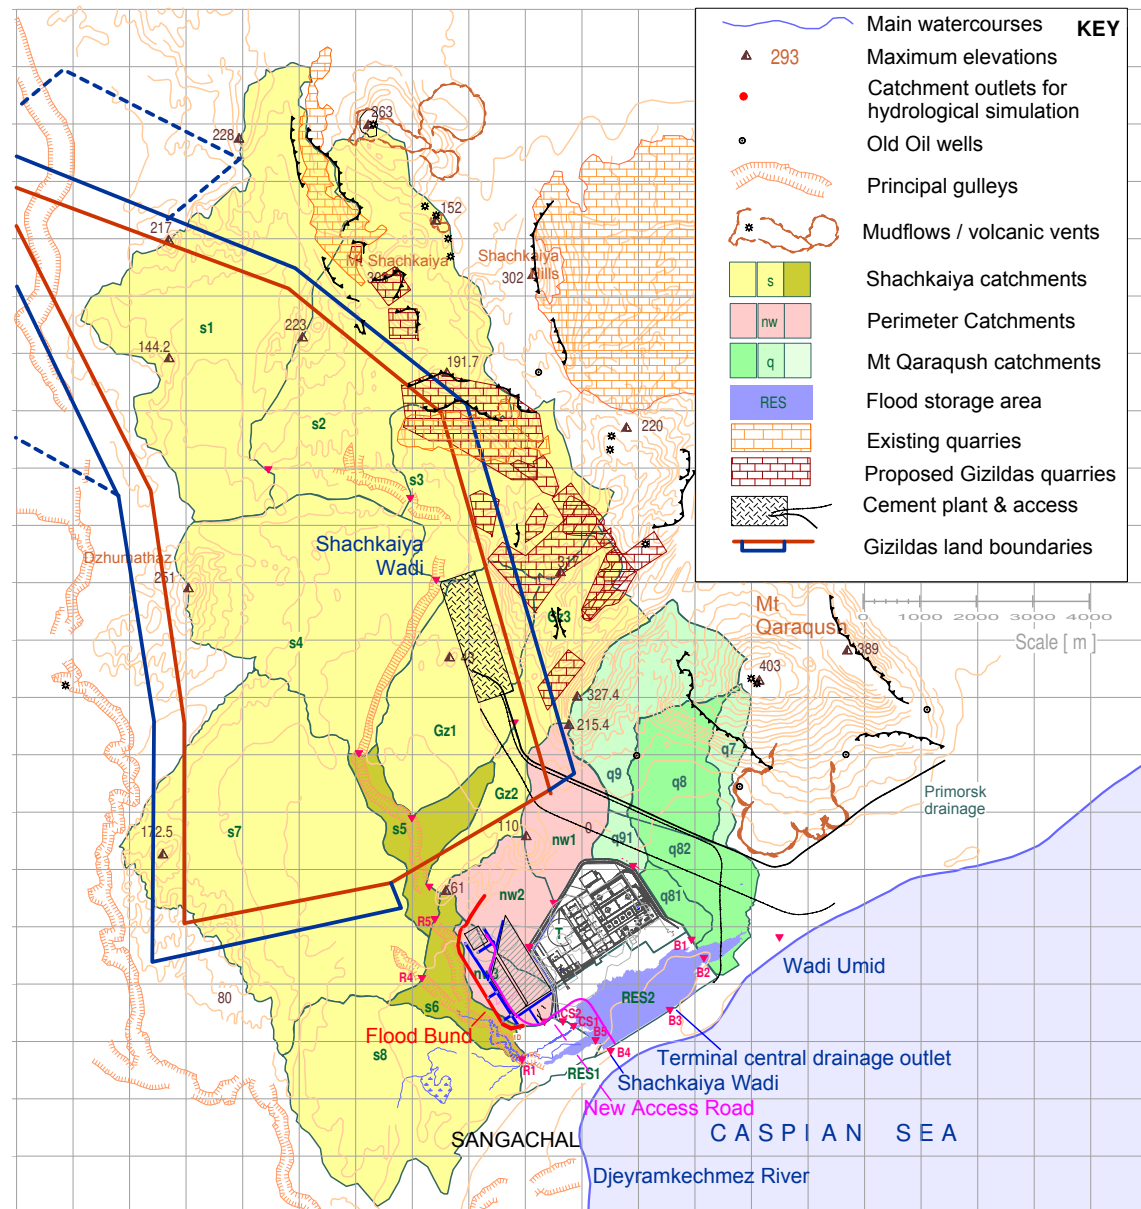 Main watercourses
KEY
293
Maximum elevations
Catchment outlets for
hydrological simulation
Old Oil wells
Principal gulleys
Mudflows / volcanic vents
s
Shachkaiya catchments
nw
Perimeter Catchments
q
Mt Qaraqush catchments
RES
Flood storage area
Existing quarries
Proposed Gizildas quarries
Cement plant & access
Gizildas land boundaries
263
228
152
217
Mt Shachkaiya
Shachkaiya
Hills
302
s1
223
144.2
191.7
s2
220
s3
Shachkaiya
Wadi
Dzhumathaz
251
317
Gz3
Mt
Qaraqush
0 1000 2000 3000 4000
Scale [ m ]
389
s4
403
327.4
215.4
Gz1
q7
q9
q8
Gz2
Primorsk
drainage
s5
s7
110
0
nw1
q91
q82
172.5
61
nw2
q81
R5
T
B1
B2
Wadi Umid
R4
nw3
80
RES2
s6
CS2
CS1
B3
Flood Bund
B5
B4
Terminal central drainage outlet
s8
R1
RES1
Shachkaiya Wadi
New Access Road
SANGACHAL
CASPIAN SEA
Djeyramkechmez River
s8